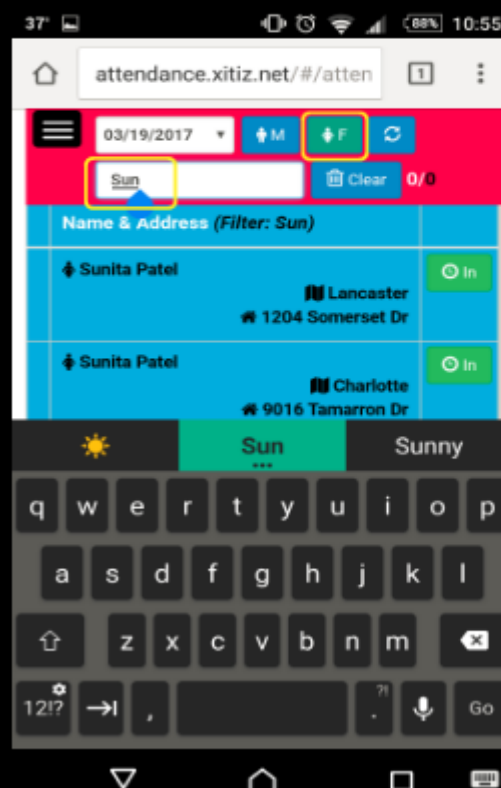 37° 88% 10:55
attendance.xitiz.net/#/atten 1
03/19/2017 M F
Sun Clear 0/0
Name & Address (Filter: Sun)
Sunita Patel In
Lancaster
1204 Somerset Dr
Sunita Patel In
Charlotte
9016 Tamarron Dr
Sun Sunny
q w e r t y u i o p
a s d f g h j k l
z x c v b n m
12!? , ?! . Go